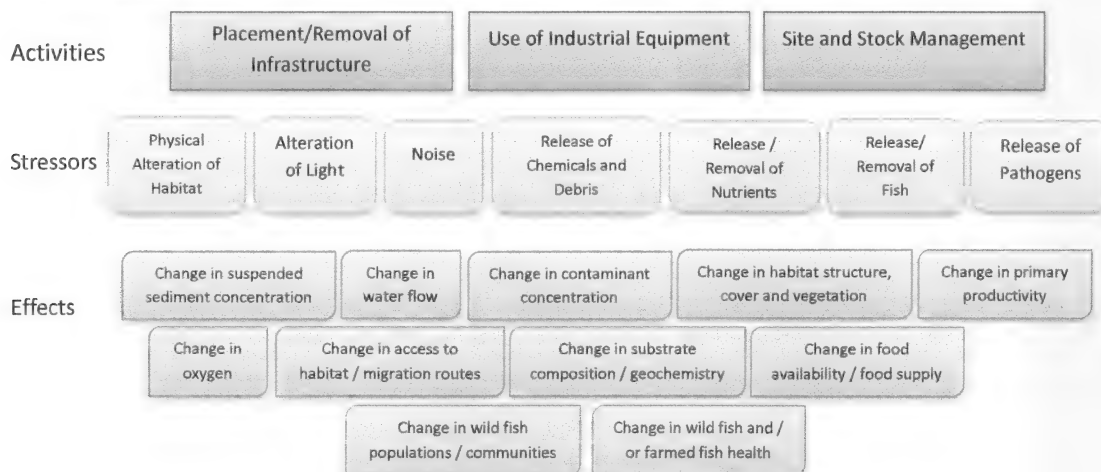 Activities
Placement/Removal of
Infrastructure
Use of Industrial Equipment
Site and Stock Management
Stressors
Physical
Alteration of
Habitat
Alteration
of Light
Noise
Release of
Chemicals and
Debris
Release /
Removal of
Nutrients
Release/
Removal of
Fish
Release of
Pathogens
Effects
Change in suspended
sediment concentration
Change in
water flow
Change in contaminant
concentration
Change in habitat structure,
cover and vegetation
Change in primary
productivity
Change in
oxygen
Change in access to
habitat / migration routes
Change in substrate
composition / geochemistry
Change in food
availability / food supply
Change in wild fish
populations / communities
Change in wild fish and /
or farmed fish health